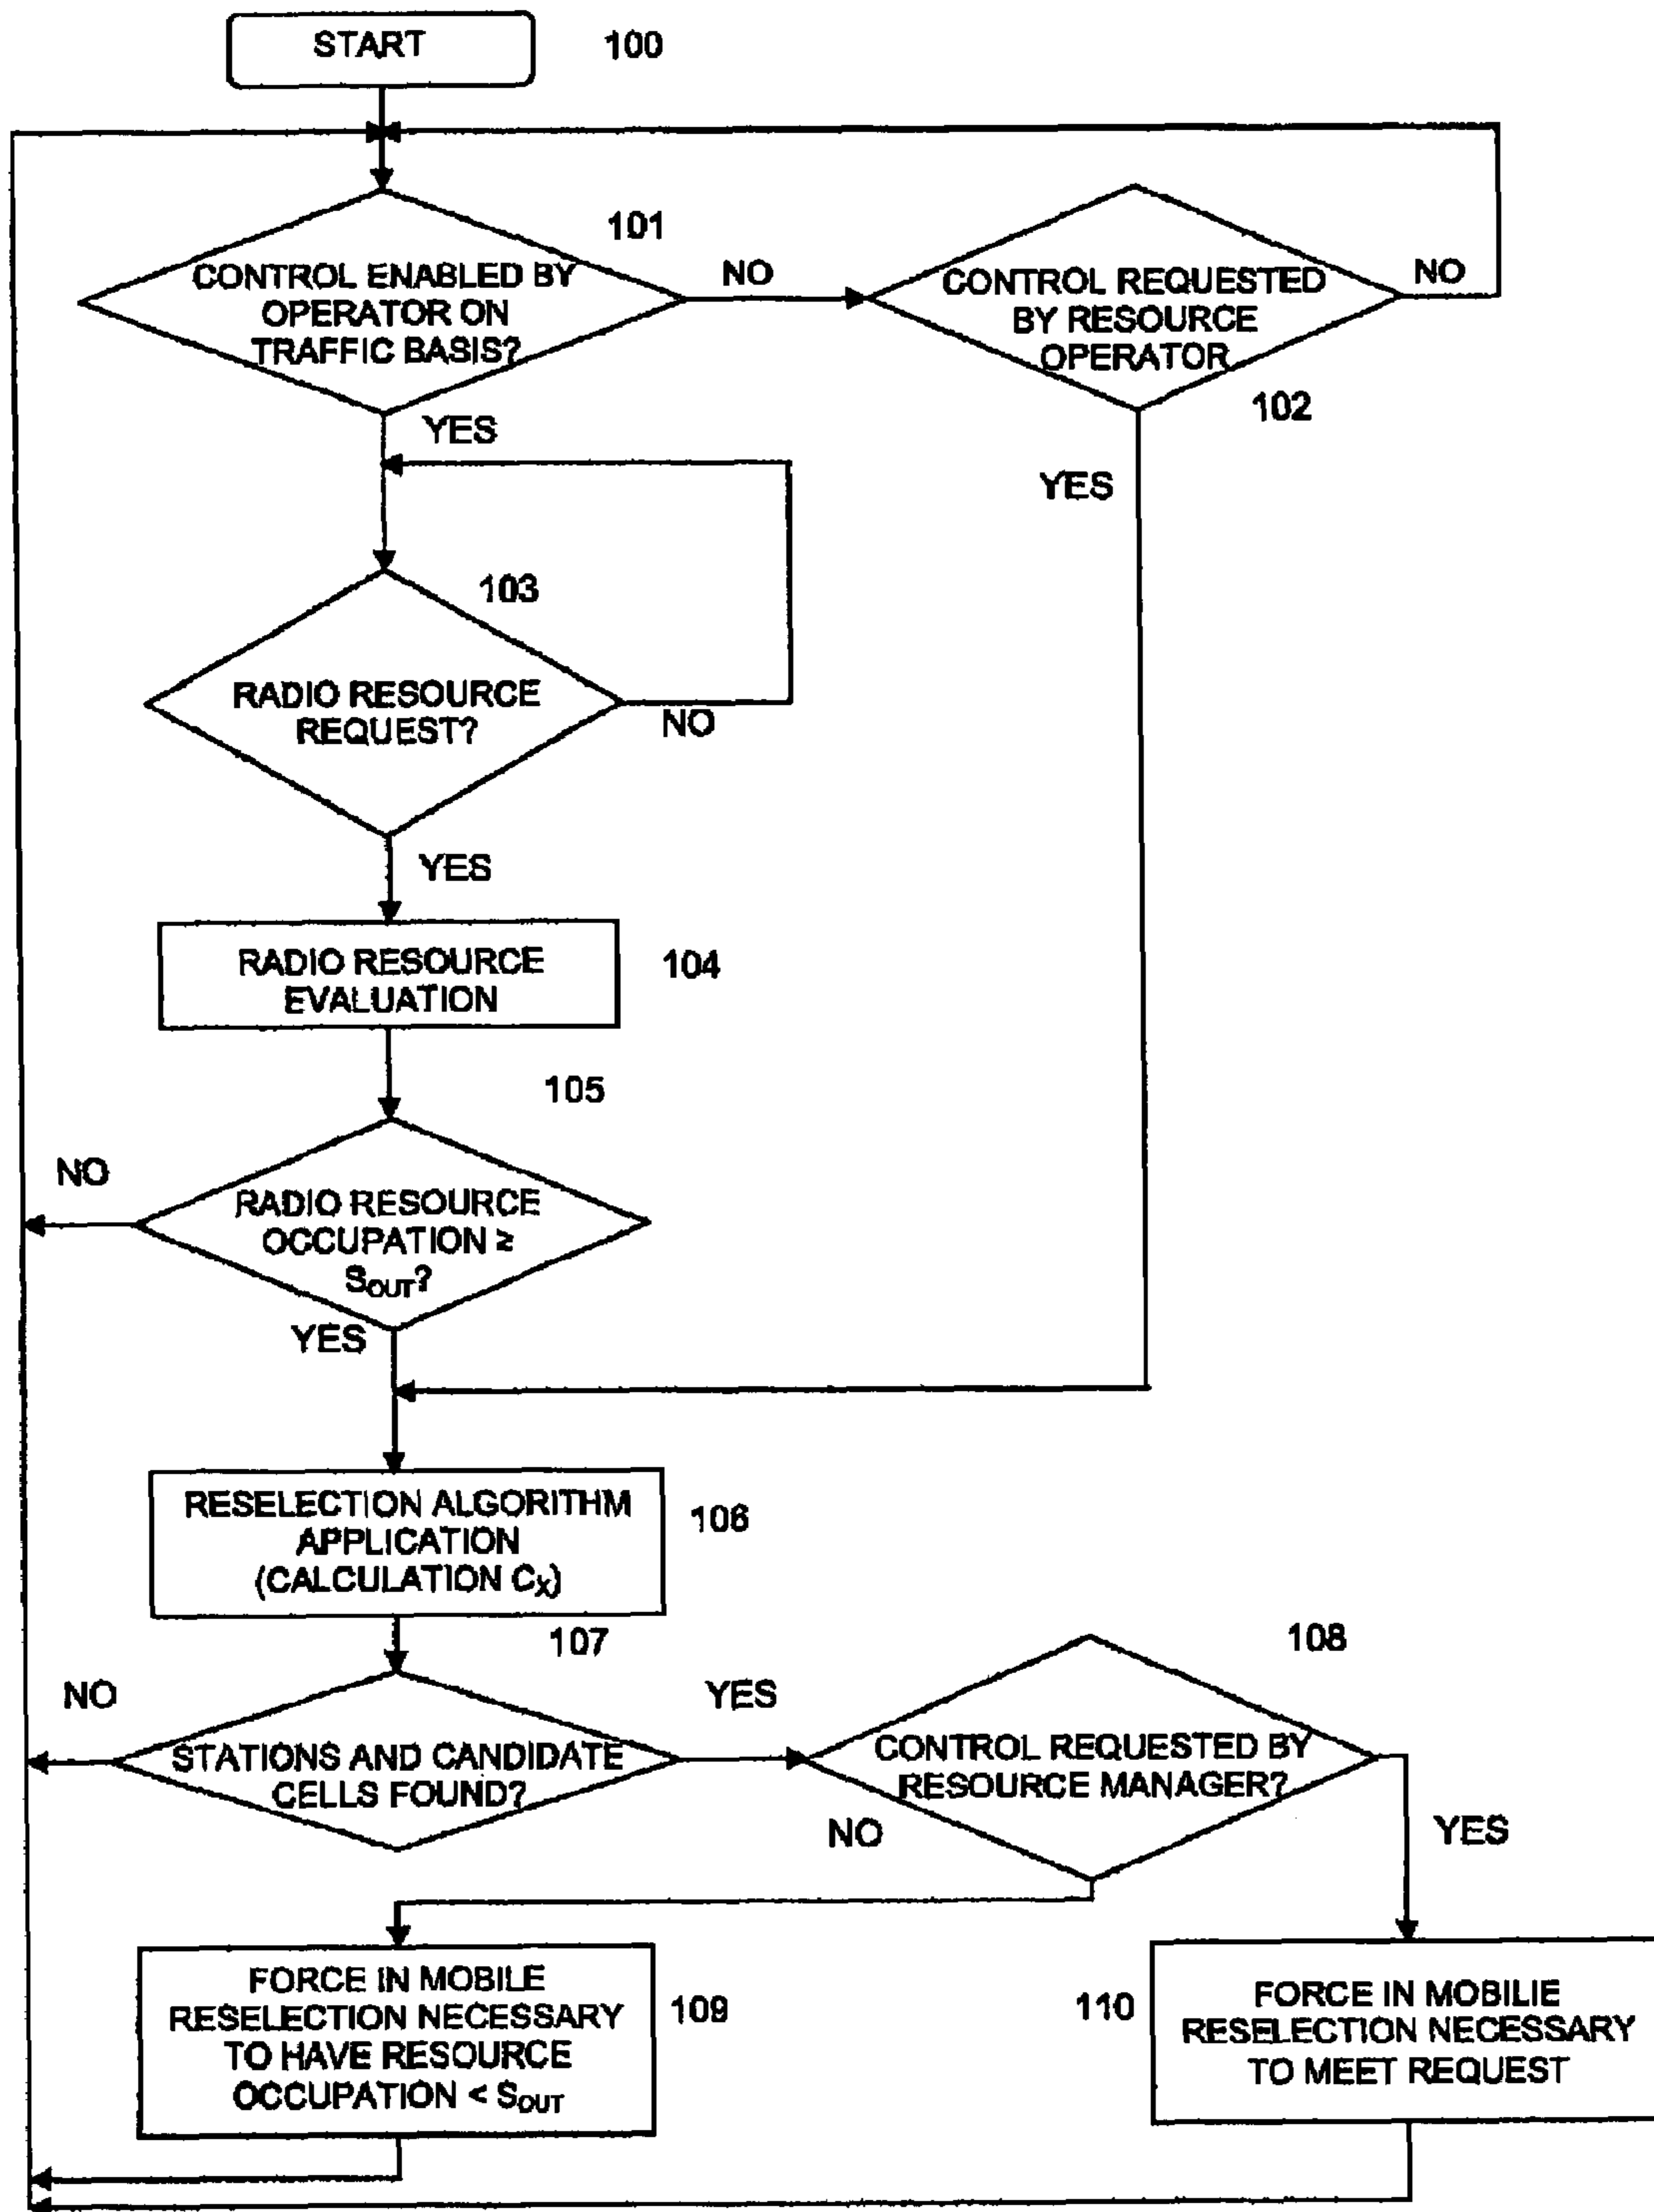 START
100
101
CONTROL ENABLED BY
OPERATOR ON
TRAFFIC BASIS?
NO
CONTROL REQUESTED
BY RESOURCE
OPERATOR
NO
102
YES
YES
103
RADIO RESOURCE
REQUEST?
NO
YES
RADIO RESOURCE
EVALUATION
104
105
NO
RADIO RESOURCE
OCCUPATION ≥
SOUT?
YES
RESELECTION ALGORITHM
APPLICATION
(CALCULATION CX)
106
107
108
NO
YES
STATIONS AND CANDIDATE
CELLS FOUND?
CONTROL REQUESTED BY
RESOURCE MANAGER?
NO
YES
FORCE IN MOBILE
RESELECTION NECESSARY
TO HAVE RESOURCE
OCCUPATION < SOUT
109
110
FORCE IN MOBILIE
RESELECTION NECESSARY
TO MEET REQUEST